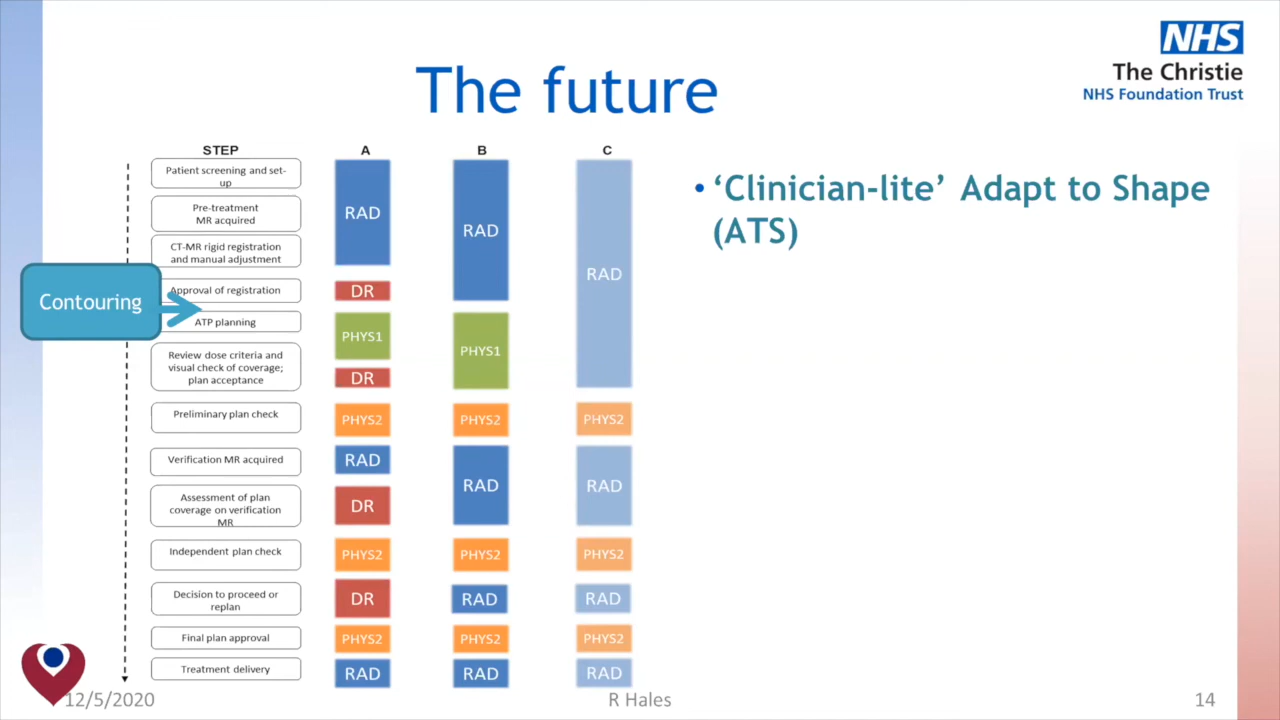 NHS
The Christie
NHS Foundation Trust
The future
STEP A B C
Patient screening and set-
up
Pre-treatment
MR acquired
CT-MR rigid registration
and manual adjustment
Approval of registration
ATP planning
Review dose criteria and
visual check of coverage;
plan acceptance
Preliminary plan check
Verification MR acquired
Assessment of plan
coverage on verification
MR
Independent plan check
Decision to proceed or
replan
Final plan approval
Treatment delivery
Contouring
RAD
DR
PHYS1
DR
PHYS2
RAD
DR
PHYS2
DR
PHYS2
RAD
RAD
PHYS1
PHYS2
RAD
PHYS2
RAD
PHYS2
RAD
RAD
PHYS2
RAD
PHYS2
RAD
PHYS2
RAD
• ‘Clinician-lite’ Adapt to Shape
(ATS)
12/5/2020 R Hales 14